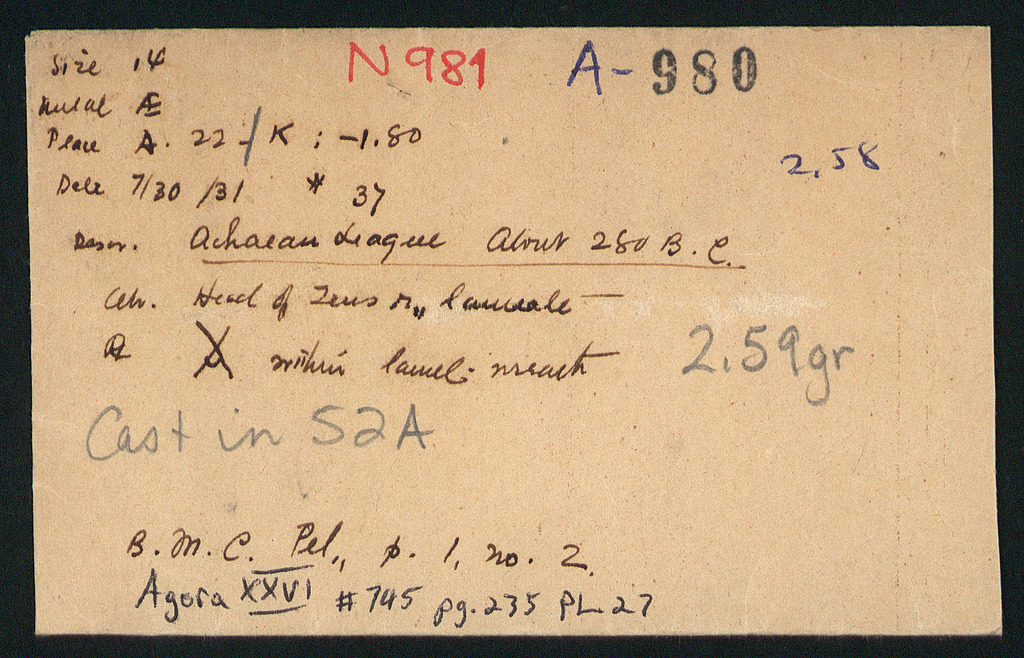 Size 14 N 981 A- 980
Metal Æ
Place A. 22 -/K : -1.80
2,58
Date 7/30/31 # 37
Descr. Achaean League About 280 B.C.
Obv. Head of Zeus r., laureate —
within laurel-wreath 2.59gr
Cast in S2A
B.M.C. Pel., p. 1, no. 2.
Agora XXVI #745 pg. 235 PL. 27